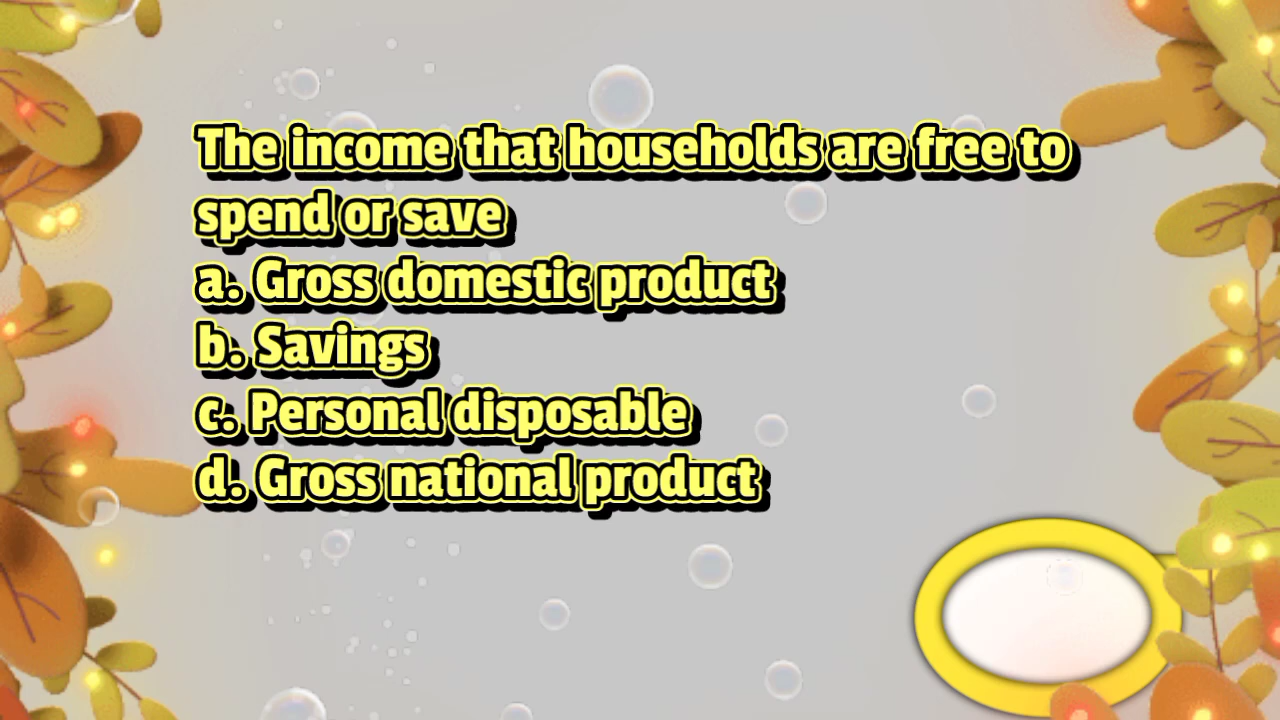 The income that households are free to
spend or save
a. Gross domestic product
b. Savings
c. Personal disposable
d. Gross national product